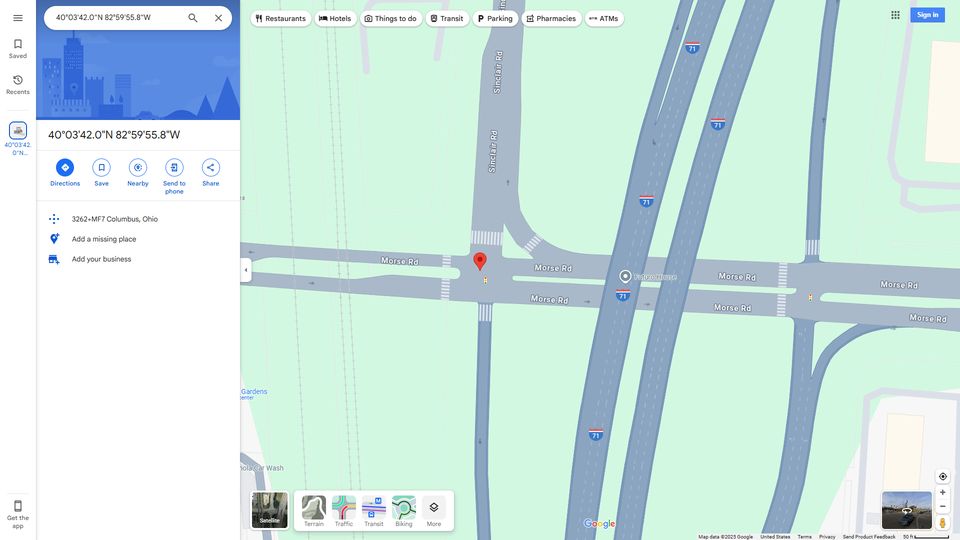 40°03'42.0"N 82°59'55.8"W
Restaurants
Hotels
Things to do
Transit
Parking
Pharmacies
ATMs
Sign in
Saved
Recents
40°03'42.
0"N...
40°03'42.0"N 82°59'55.8"W
Directions
Save
Nearby
Send to
phone
Share
3262+MF7 Columbus, Ohio
Add a missing place
Add your business
Get the
app
Sinclair Rd
Sinclair Rd
71
71
71
71
71
Morse Rd
Morse Rd
Morse Rd
Morse Rd
Morse Rd
Morse Rd
Morse Rd
Futuro House
Gardens
center
Car Wash
Satellite
Terrain
Traffic
Transit
Biking
More
Google
Map data ©2025 Google
United States
Terms
Privacy
Send Product Feedback
50 ft